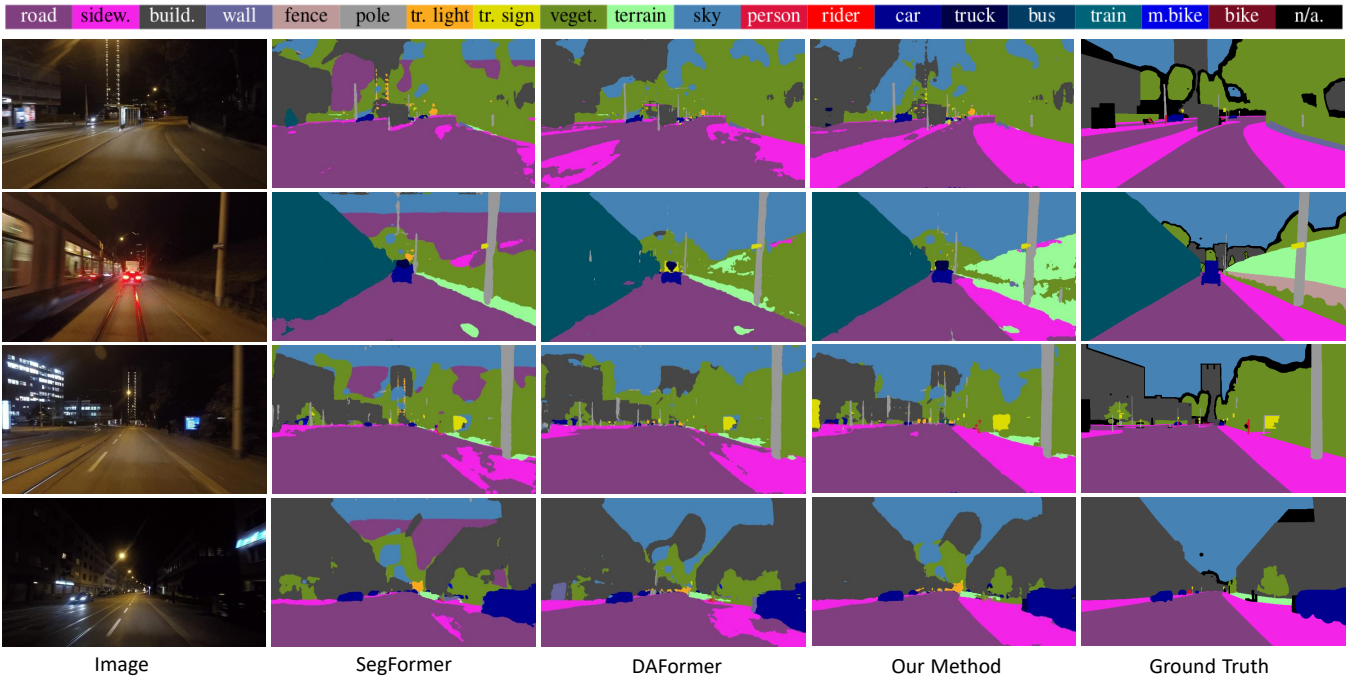 road sidew. build. wall fence pole tr. light tr. sign veget. terrain sky person rider car truck bus train m.bike bike n/a.
Image SegFormer DAFormer Our Method Ground Truth